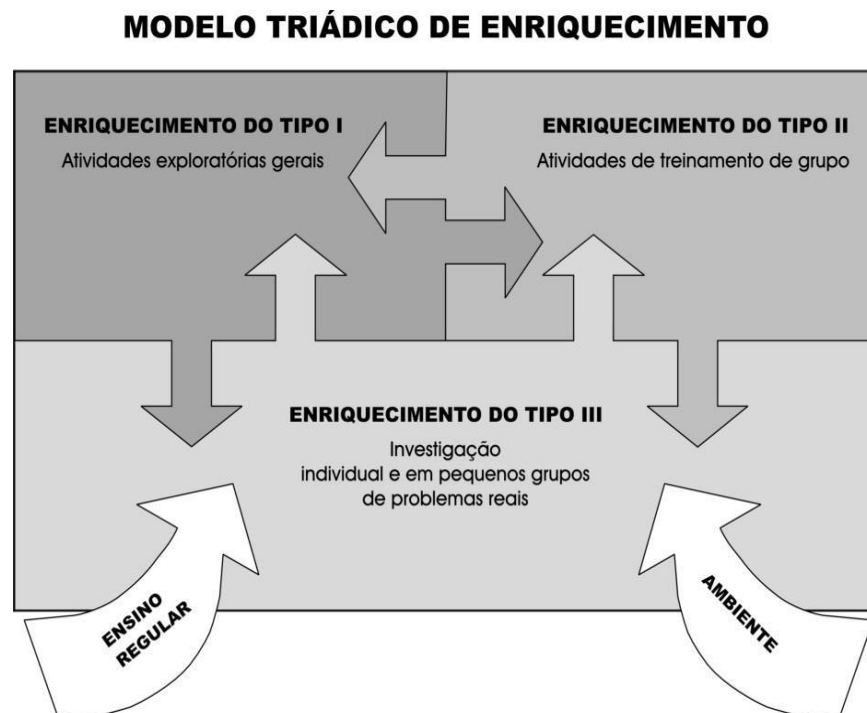 MODELO TRIÁDICO DE ENRIQUECIMENTO
ENRIQUECIMENTO DO TIPO I
Atividades exploratórias gerais
ENRIQUECIMENTO DO TIPO II
Atividades de treinamento de grupo
ENRIQUECIMENTO DO TIPO III
Investigação
individual e em pequenos grupos
de problemas reais
ENSINO
REGULAR
AMBIENTE